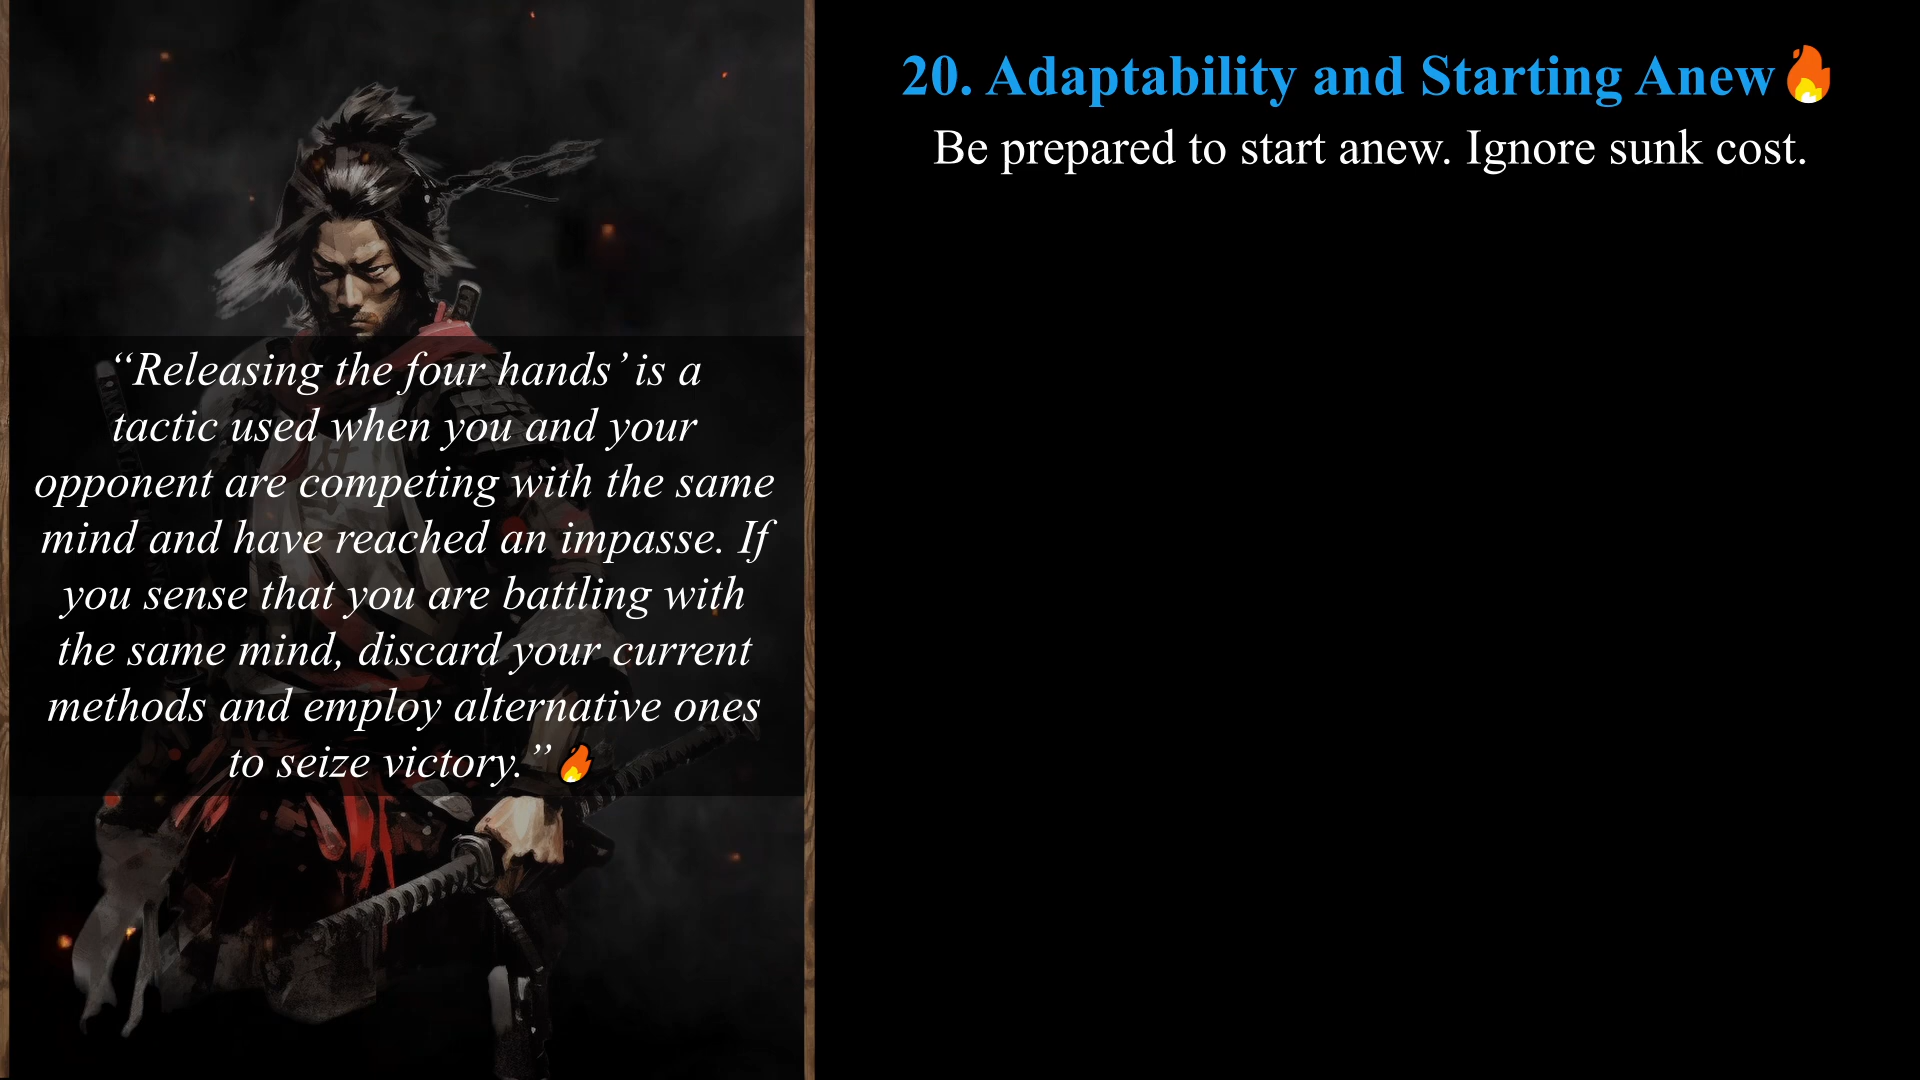 “Releasing the four hands’ is a
tactic used when you and your
opponent are competing with the same
mind and have reached an impasse. If
you sense that you are battling with
the same mind, discard your current
methods and employ alternative ones
to seize victory.”🔥
20. Adaptability and Starting Anew🔥
Be prepared to start anew. Ignore sunk cost.